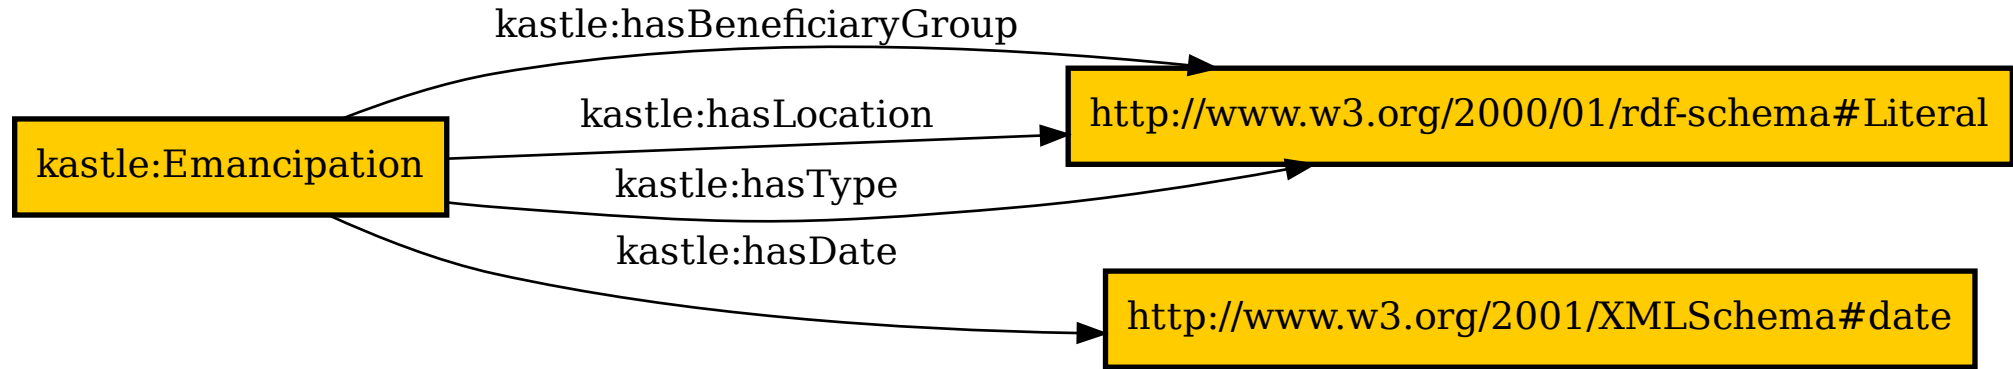 kastle:hasBeneficiaryGroup
kastle:hasLocation
http://www.w3.org/2000/01/rdf-schema#Literal
kastle:Emancipation
kastle:hasType
kastle:hasDate
http://www.w3.org/2001/XMLSchema#date